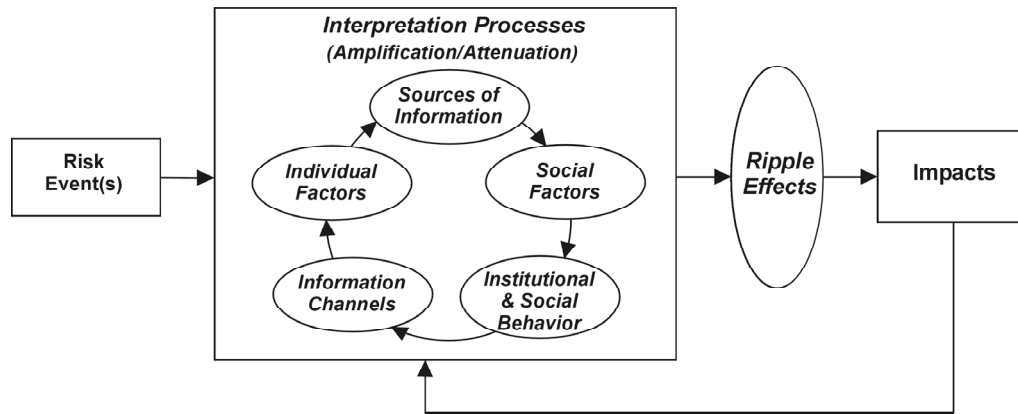 Interpretation Processes
(Amplification/Attenuation)
Sources of
Information
Risk
Event(s)
Individual
Factors
Social
Factors
Ripple
Effects
Impacts
Information
Channels
Institutional
& Social
Behavior